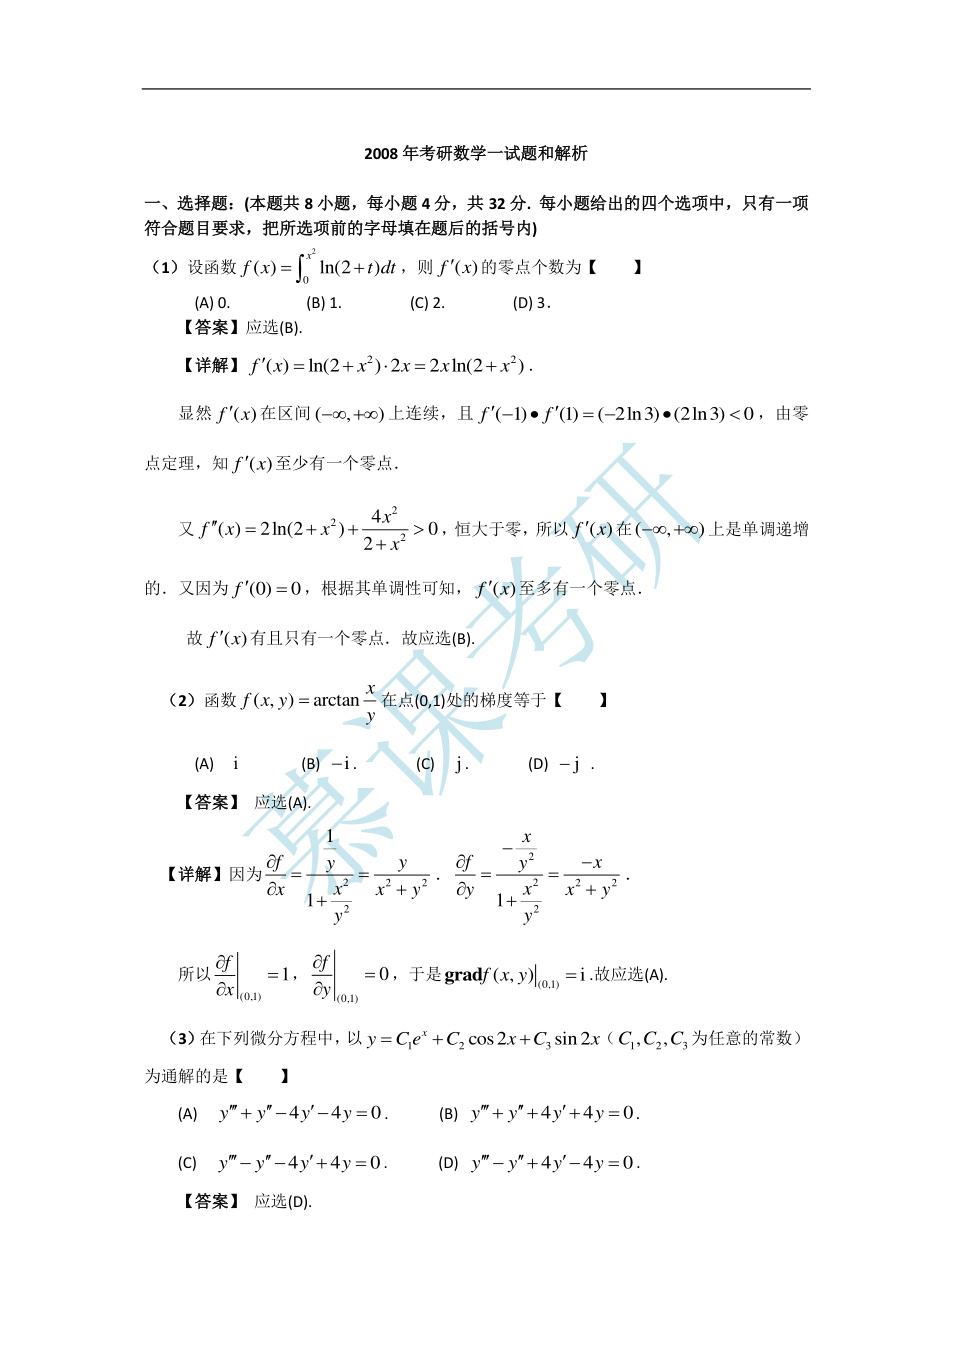 2008 年考研数学一试题和解析
一、选择题：(本题共 8 小题，每小题 4 分，共 32 分. 每小题给出的四个选项中，只有一项
符合题目要求，把所选项前的字母填在题后的括号内)
（1）设函数 f(x) = ∫₀^{x²} ln(2+t)dt ，则 f′(x) 的零点个数为【　　】
(A) 0. (B) 1. (C) 2. (D) 3．
【答案】应选(B).
【详解】f′(x) = ln(2+x²)·2x = 2x ln(2+x²)．
显然 f′(x) 在区间 (−∞,+∞) 上连续，且 f′(−1)•f′(1) = (−2ln3)•(2ln3) < 0 ，由零
点定理，知 f′(x) 至少有一个零点．
又 f″(x) = 2ln(2+x²) + 4x²/(2+x²) > 0 ，恒大于零，所以 f′(x) 在 (−∞,+∞) 上是单调递增
的．又因为 f′(0) = 0 ，根据其单调性可知， f′(x) 至多有一个零点．
故 f′(x) 有且只有一个零点．故应选(B).
（2）函数 f(x,y) = arctan x/y 在点(0,1)处的梯度等于【　　】
(A) i (B) −i . (C) j . (D) −j .
【答案】 应选(A).
【详解】因为 ∂f/∂x = (1/y)/(1+x²/y²) = y/(x²+y²)． ∂f/∂y = (−x/y²)/(1+x²/y²) = −x/(x²+y²)．
所以 ∂f/∂x|(0,1) = 1， ∂f/∂y|(0,1) = 0 ，于是 gradf(x,y)|(0,1) = i .故应选(A).
（3）在下列微分方程中，以 y = C₁eˣ + C₂cos2x + C₃sin2x（ C₁,C₂,C₃ 为任意的常数）
为通解的是【　　】
(A) y‴+y″−4y′−4y=0． (B) y‴+y″+4y′+4y=0．
(C) y‴−y″−4y′+4y=0． (D) y‴−y″+4y′−4y=0．
【答案】 应选(D).
慕课考研